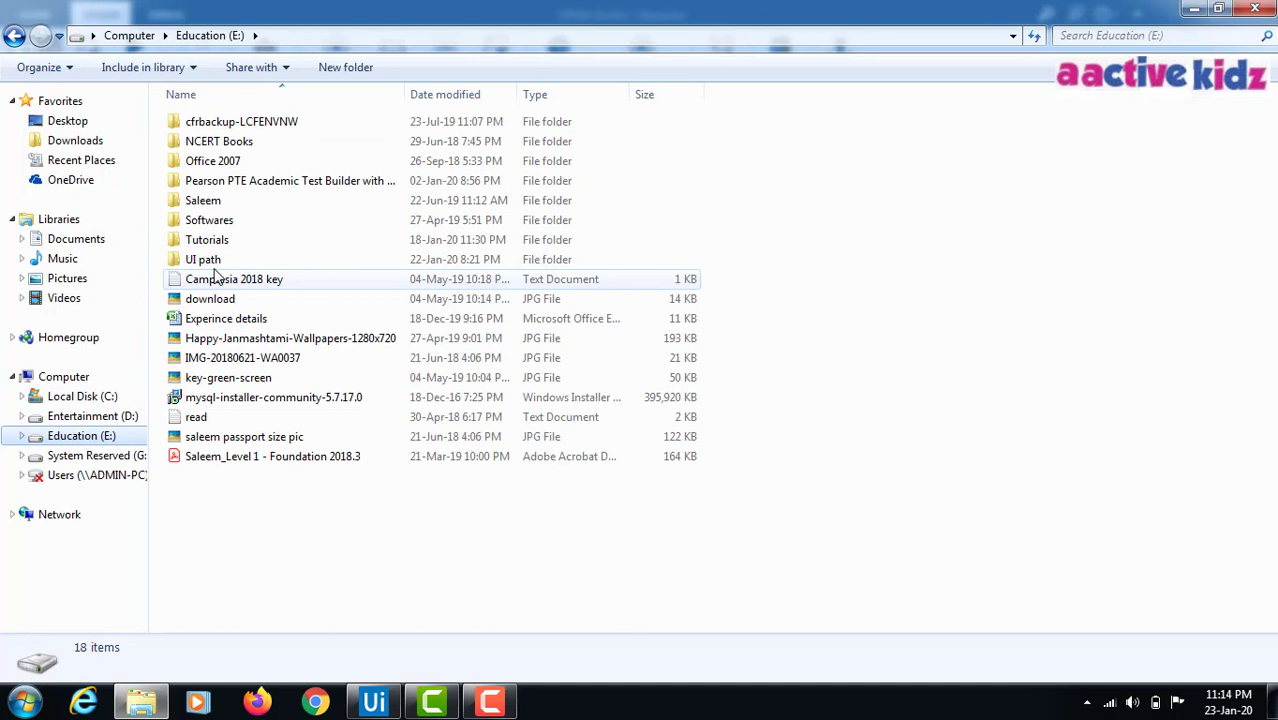 Computer Education (E:)
Search Education (E:)
Organize Include in library Share with New folder
aactive kidz
Name Date modified Type Size
Favorites
Desktop
Downloads
Recent Places
OneDrive
Libraries
Documents
Music
Pictures
Videos
Homegroup
Computer
Local Disk (C:)
Entertainment (D:)
Education (E:)
System Reserved (G:
Users (\\ADMIN-PC)
Network
cfrbackup-LCFENVNW 23-Jul-19 11:07 PM File folder
NCERT Books 29-Jun-18 7:45 PM File folder
Office 2007 26-Sep-18 5:33 PM File folder
Pearson PTE Academic Test Builder with ... 02-Jan-20 8:56 PM File folder
Saleem 22-Jun-19 11:12 AM File folder
Softwares 27-Apr-19 5:51 PM File folder
Tutorials 18-Jan-20 11:30 PM File folder
UI path 22-Jan-20 8:21 PM File folder
Camtasia 2018 key 04-May-19 10:18 P... Text Document 1 KB
download 04-May-19 10:14 P... JPG File 14 KB
Experince details 18-Dec-19 9:16 PM Microsoft Office E... 11 KB
Happy-Janmashtami-Wallpapers-1280x720 27-Apr-19 9:01 PM JPG File 193 KB
IMG-20180621-WA0037 21-Jun-18 4:06 PM JPG File 21 KB
key-green-screen 04-May-19 10:04 P... JPG File 50 KB
mysql-installer-community-5.7.17.0 18-Dec-16 7:25 PM Windows Installer ... 395,920 KB
read 30-Apr-18 6:17 PM Text Document 2 KB
saleem passport size pic 21-Jun-18 4:06 PM JPG File 122 KB
Saleem_Level 1 - Foundation 2018.3 21-Mar-19 10:00 PM Adobe Acrobat D... 164 KB
18 items
Ui
11:14 PM
23-Jan-20